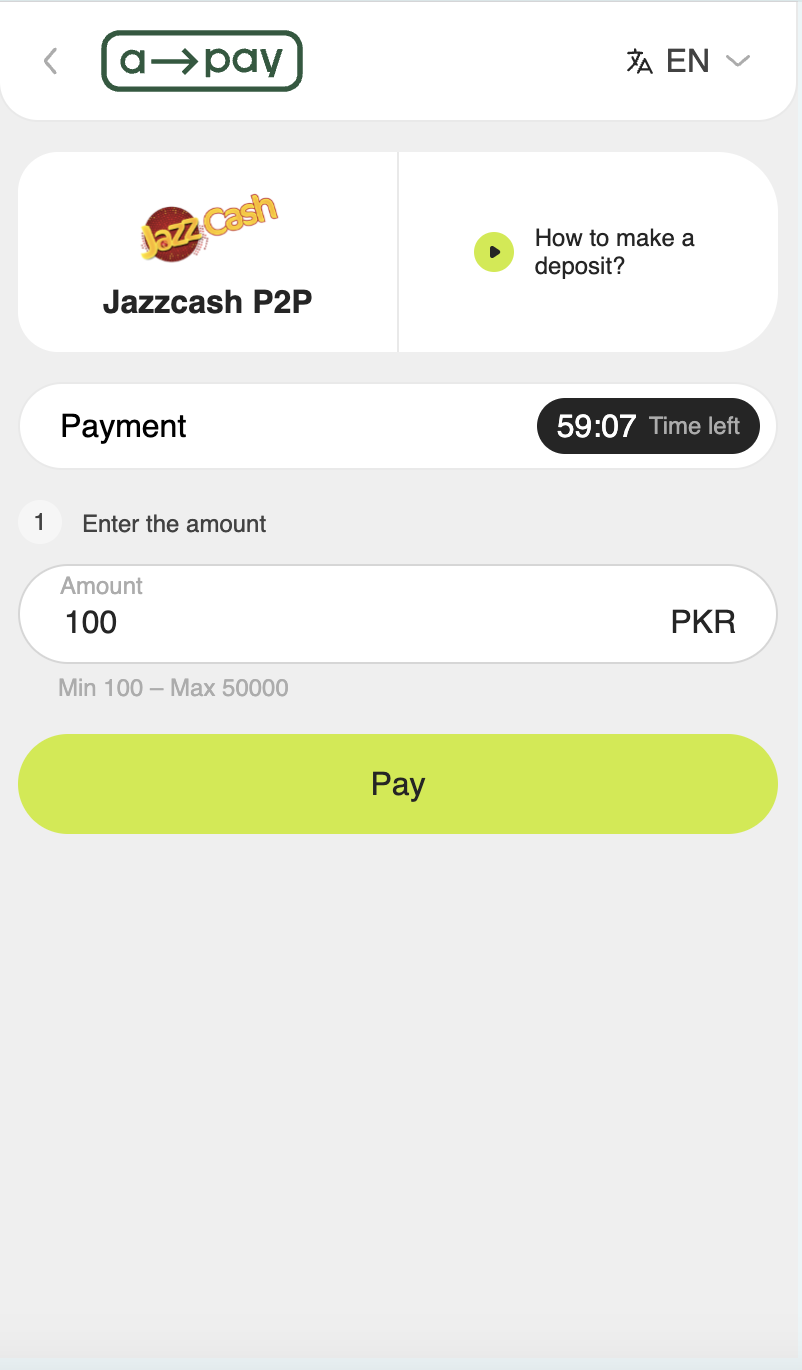 a→pay
EN
Jazz Cash
Jazzcash P2P
How to make a
deposit?
Payment
59:07 Time left
1 Enter the amount
Amount
100 PKR
Min 100 – Max 50000
Pay